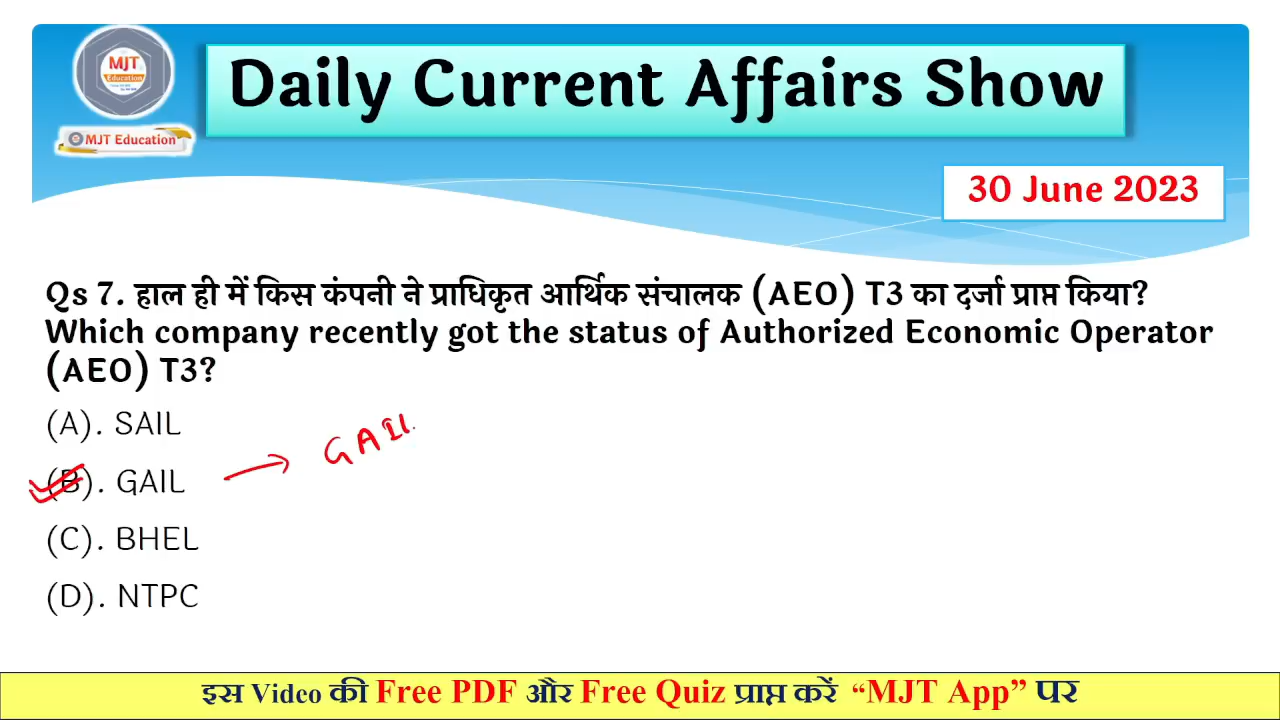 MJT
Education
MJT Education
Daily Current Affairs Show
30 June 2023
Qs 7. हाल ही में किस कंपनी ने प्राधिकृत आर्थिक संचालक (AEO) T3 का दर्जा प्राप्त किया?
Which company recently got the status of Authorized Economic Operator
(AEO) T3?
(A). SAIL
(B). GAIL → GAIL
(C). BHEL
(D). NTPC
इस Video की Free PDF और Free Quiz प्राप्त करें “MJT App” पर